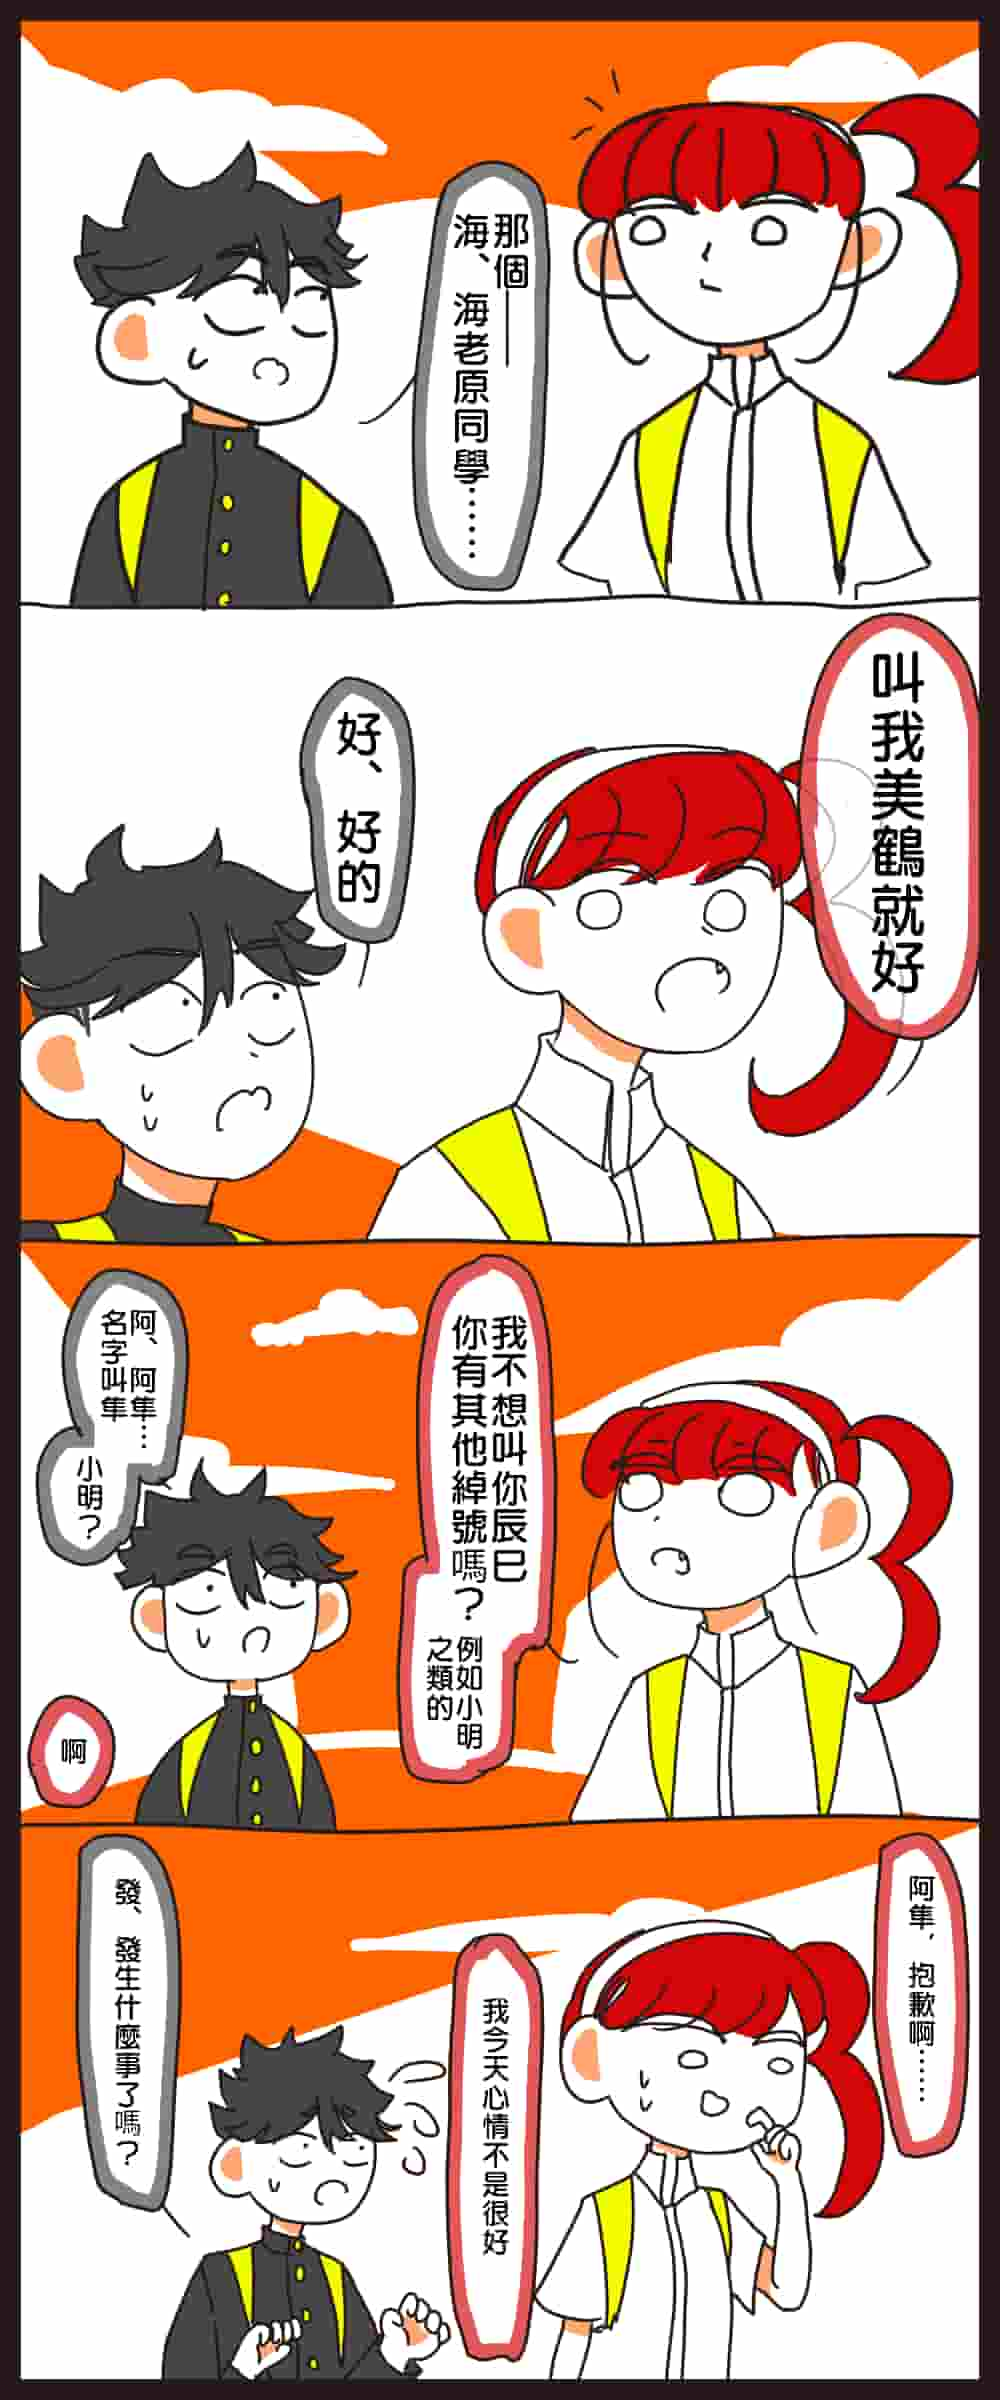 那個——
海、海老原同學……
叫我美鶴就好
好、好的
我不想叫你辰巳
你有其他綽號嗎？
例如小明
之類的
阿、阿隼…
名字叫隼
小明？
啊
阿隼，抱歉啊……
我今天心情不是很好
發、發生什麼事了嗎？